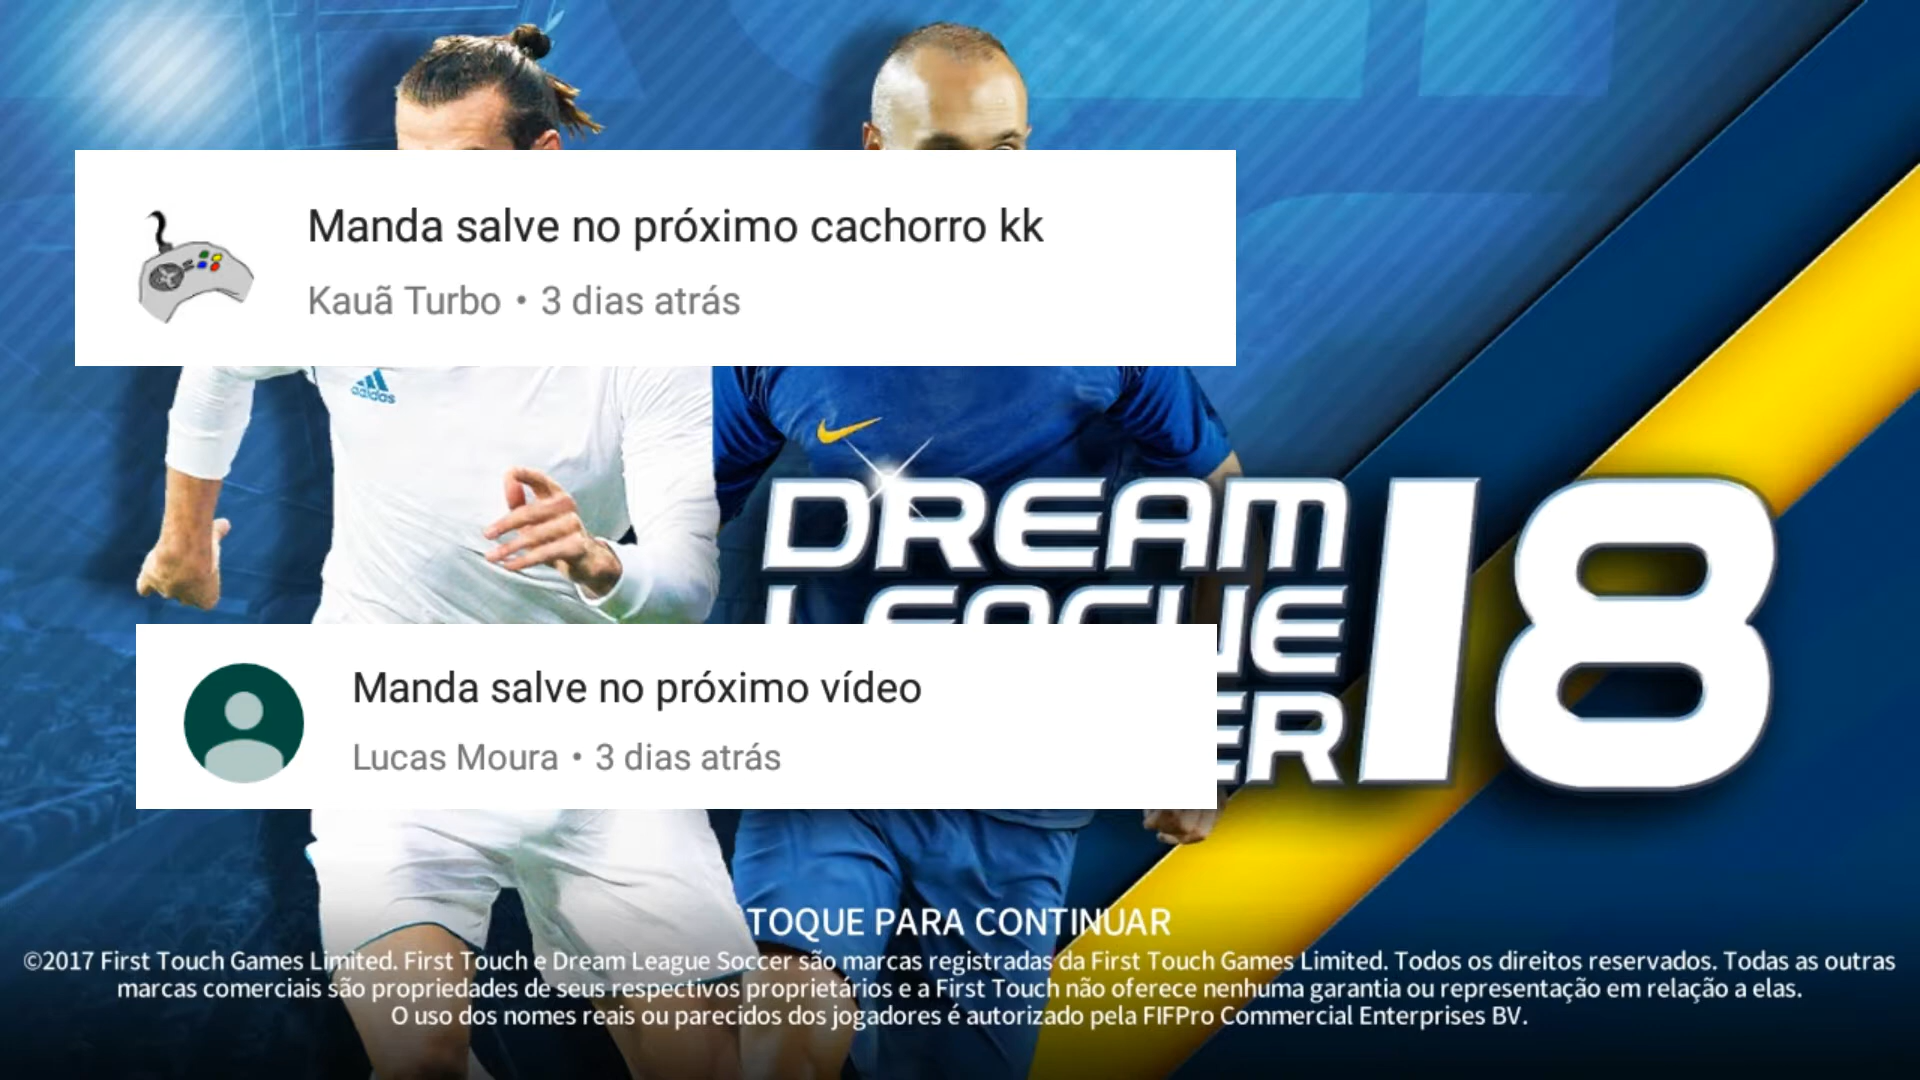 Manda salve no próximo cachorro kk
Kauã Turbo • 3 dias atrás
adidas
DREAM
LEAGUE
18
Manda salve no próximo vídeo
Lucas Moura • 3 dias atrás
ER
TOQUE PARA CONTINUAR
©2017 First Touch Games Limited. First Touch e Dream League Soccer são marcas registradas da First Touch Games Limited. Todos os direitos reservados. Todas as outras
marcas comerciais são propriedades de seus respectivos proprietários e a First Touch não oferece nenhuma garantia ou representação em relação a elas.
O uso dos nomes reais ou parecidos dos jogadores é autorizado pela FIFPro Commercial Enterprises BV.